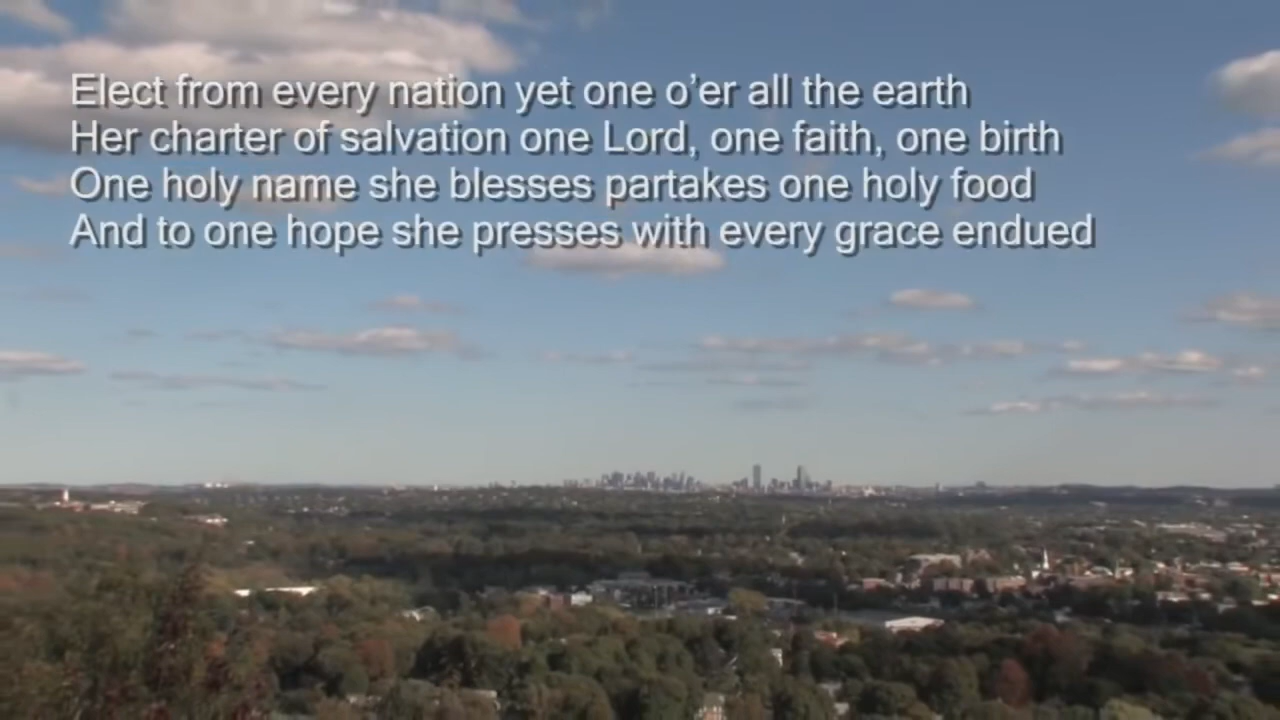 Elect from every nation yet one o’er all the earth
Her charter of salvation one Lord, one faith, one birth
One holy name she blesses partakes one holy food
And to one hope she presses with every grace endued